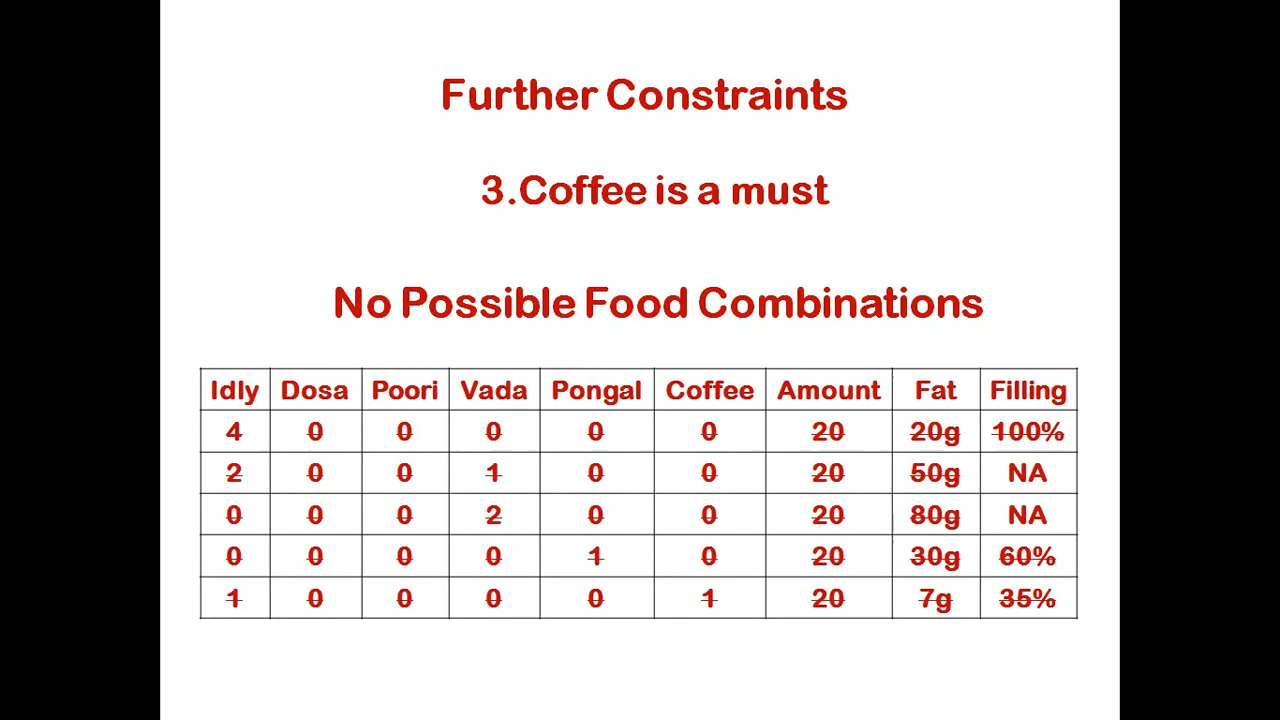 Further Constraints
3.Coffee is a must
No Possible Food Combinations
Idly Dosa Poori Vada Pongal Coffee Amount Fat Filling
4 0 0 0 0 0 20 20g 100%
2 0 0 1 0 0 20 50g NA
0 0 0 2 0 0 20 80g NA
0 0 0 0 1 0 20 30g 60%
1 0 0 0 0 1 20 7g 35%